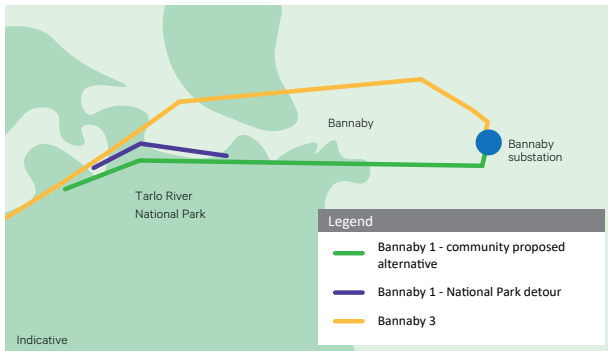 Bannaby
Bannaby
substation
Tarlo River
National Park
Legend
Bannaby 1 - community proposed
alternative
Bannaby 1 - National Park detour
Bannaby 3
Indicative